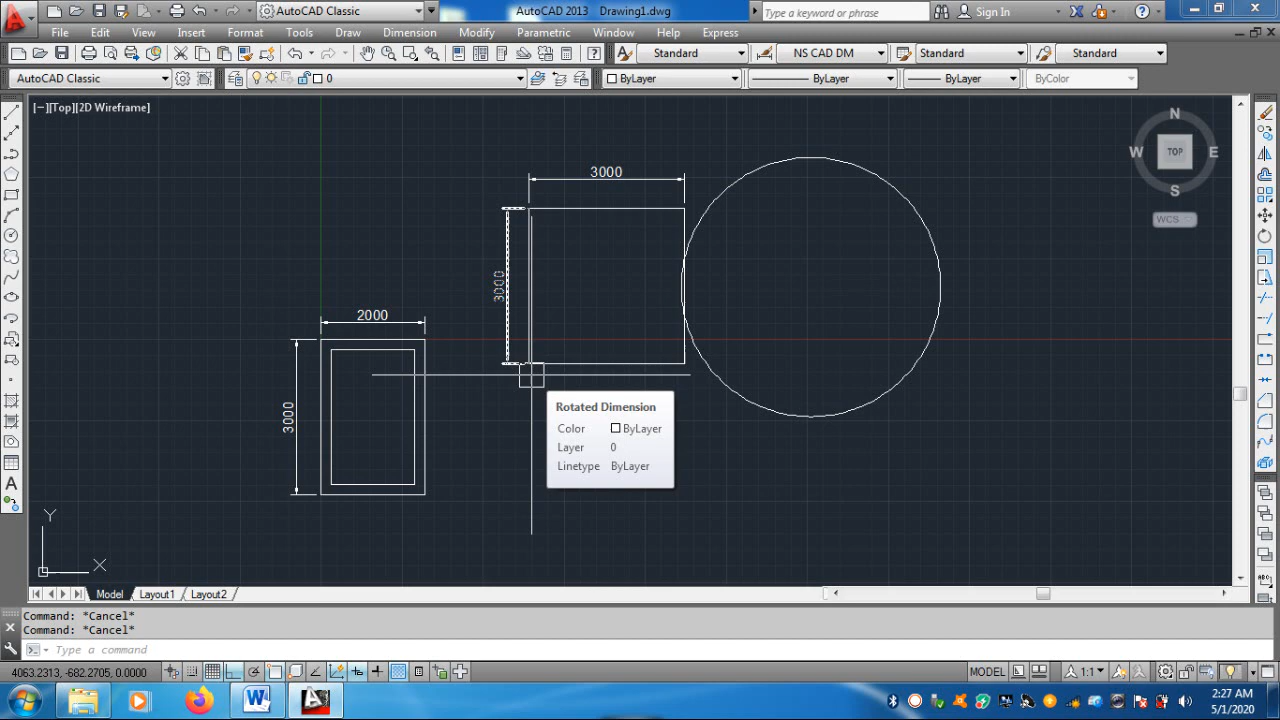 AutoCAD Classic
AutoCAD 2013 Drawing1.dwg
Type a keyword or phrase
Sign In
File Edit View Insert Format Tools Draw Dimension Modify Parametric Window Help Express
Standard NS CAD DM Standard Standard
AutoCAD Classic 0 ByLayer ByLayer ByLayer ByColor
[−][Top][2D Wireframe]
N
W TOP E
S
WCS
3000
3000
2000
3000
Rotated Dimension
Color ByLayer
Layer 0
Linetype ByLayer
Y
X
A
Model Layout1 Layout2
Command: *Cancel*
Command: *Cancel*
Type a command
4063.2313, -682.2705, 0.0000
MODEL 1:1
2:27 AM
5/1/2020